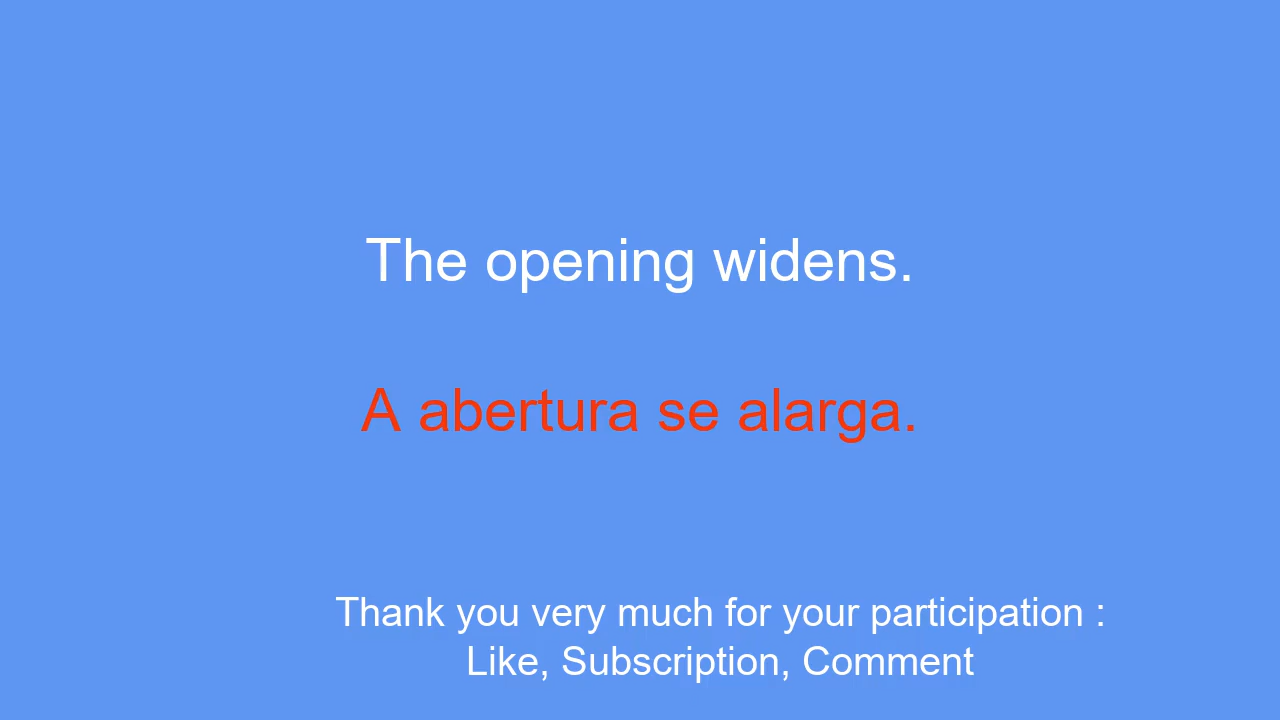 The opening widens.
A abertura se alarga.
Thank you very much for your participation :
Like, Subscription, Comment